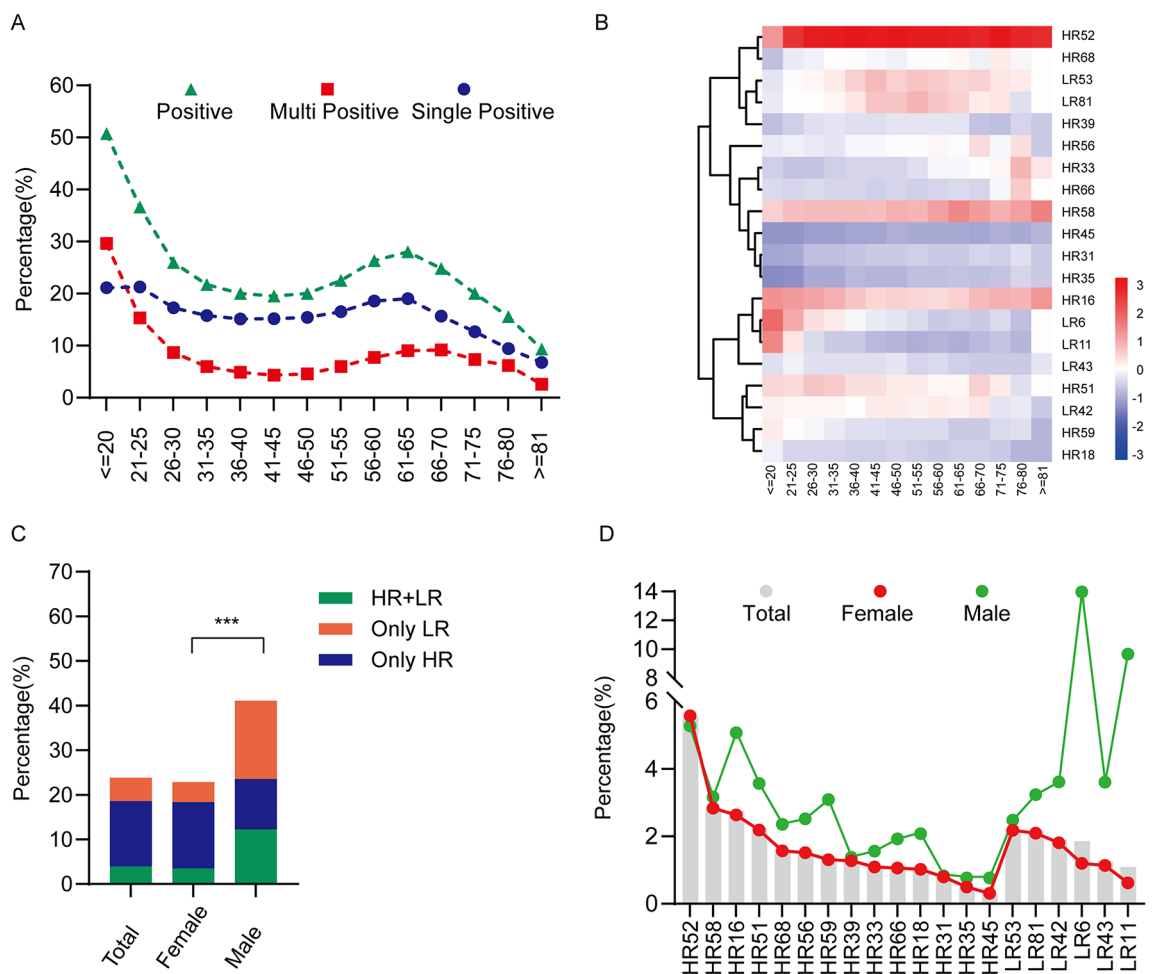 A
60
50
40
30
20
10
0
Percentage(%)
Positive
Multi Positive
Single Positive
<=20
21-25
26-30
31-35
36-40
41-45
46-50
51-55
56-60
61-65
66-70
71-75
76-80
>=81
B
HR52
HR68
LR53
LR81
HR39
HR56
HR33
HR66
HR58
HR45
HR31
HR35
HR16
LR6
LR11
LR43
HR51
LR42
HR59
HR18
<=20
21-25
26-30
31-35
36-40
41-45
46-50
51-55
56-60
61-65
66-70
71-75
76-80
>=81
3
2
1
0
-1
-2
-3
C
70
60
50
40
30
20
10
0
Percentage(%)
***
HR+LR
Only LR
Only HR
Total
Female
Male
D
14
12
10
8
6
4
2
0
Percentage(%)
Total
Female
Male
HR52
HR58
HR16
HR51
HR68
HR56
HR59
HR39
HR33
HR66
HR18
HR31
HR35
HR45
LR53
LR81
LR42
LR6
LR43
LR11